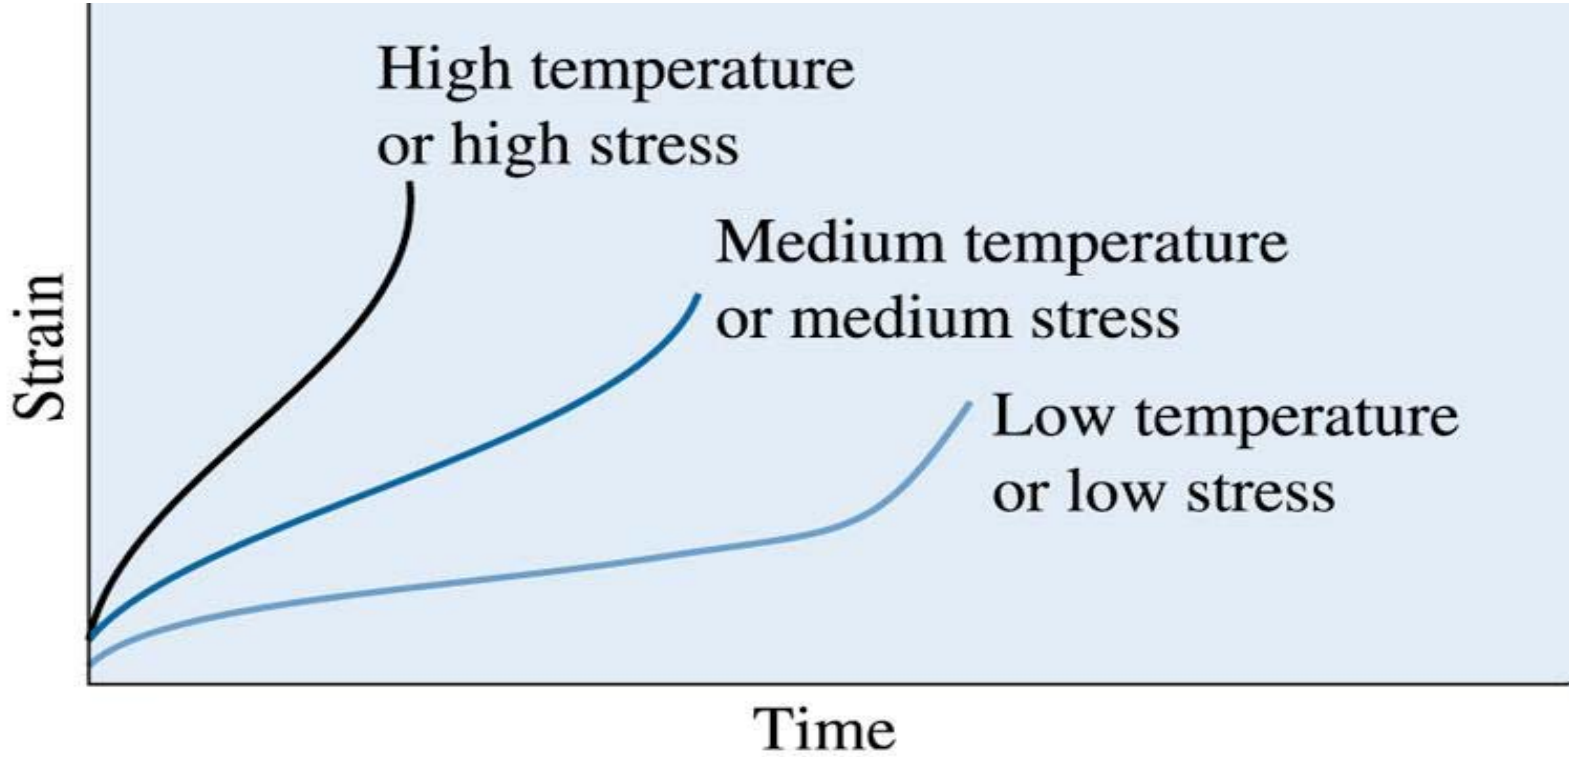 High temperature
or high stress
Medium temperature
or medium stress
Low temperature
or low stress
Strain
Time